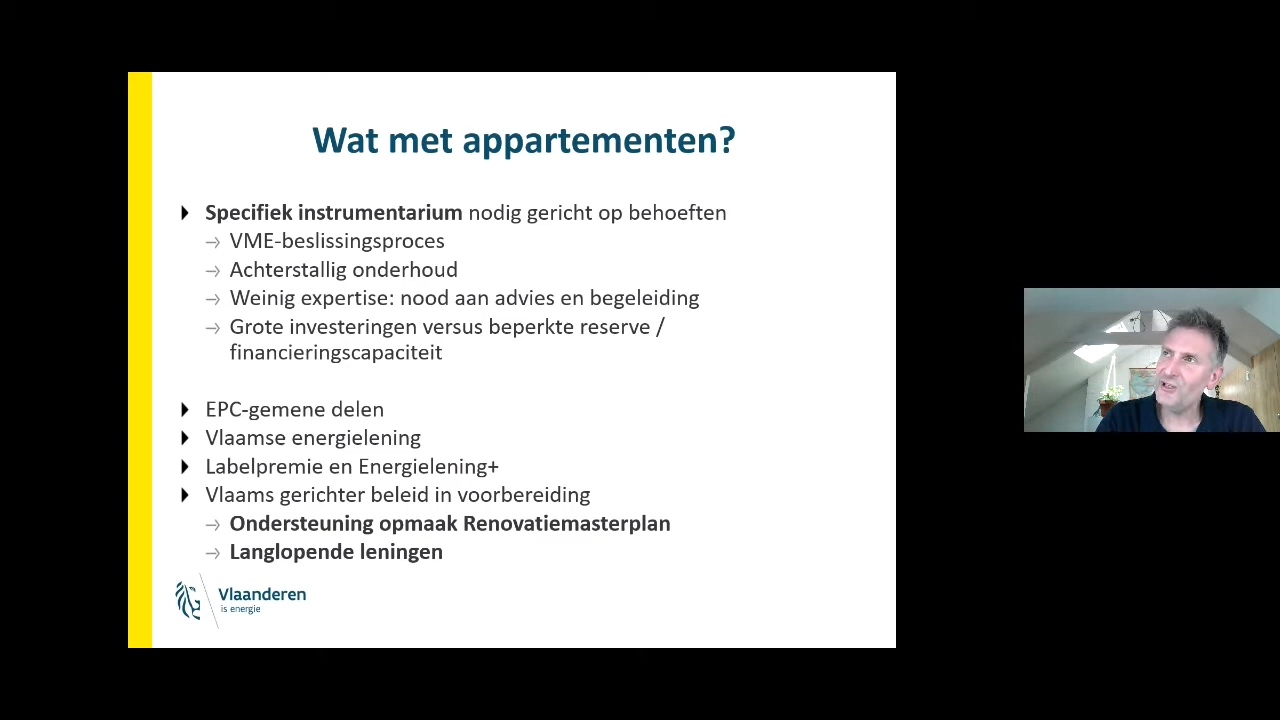 Wat met appartementen?
Specifiek instrumentarium nodig gericht op behoeften
VME-beslissingsproces
Achterstallig onderhoud
Weinig expertise: nood aan advies en begeleiding
Grote investeringen versus beperkte reserve /
financieringscapaciteit
EPC-gemene delen
Vlaamse energielening
Labelpremie en Energielening+
Vlaams gerichter beleid in voorbereiding
Ondersteuning opmaak Renovatiemasterplan
Langlopende leningen
Vlaanderen
is energie